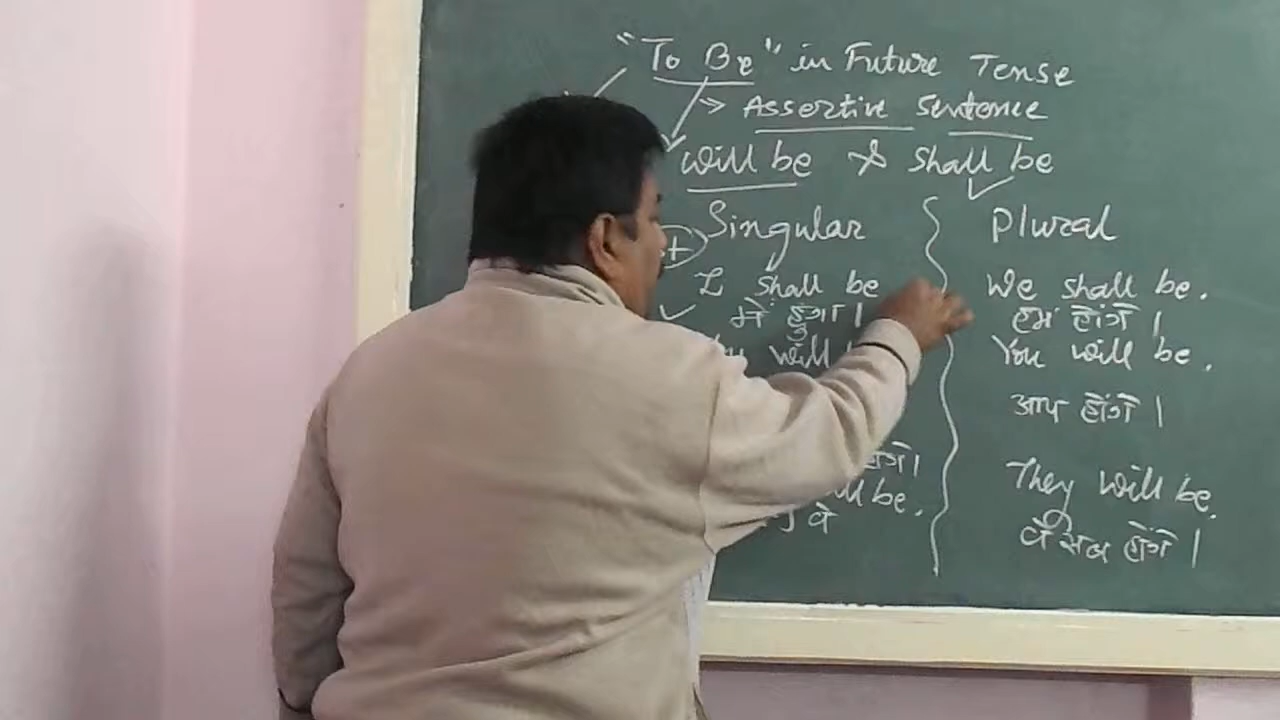 "To Be" in Future Tense
Assertive Sentence
will be & Shall be
Singular
Plural
+
I shall be
We shall be.
में हुंगा।
हम होंगे।
will
You will be.
आप होंगे।
be.
They will be.
वे
वे सब होंगे।